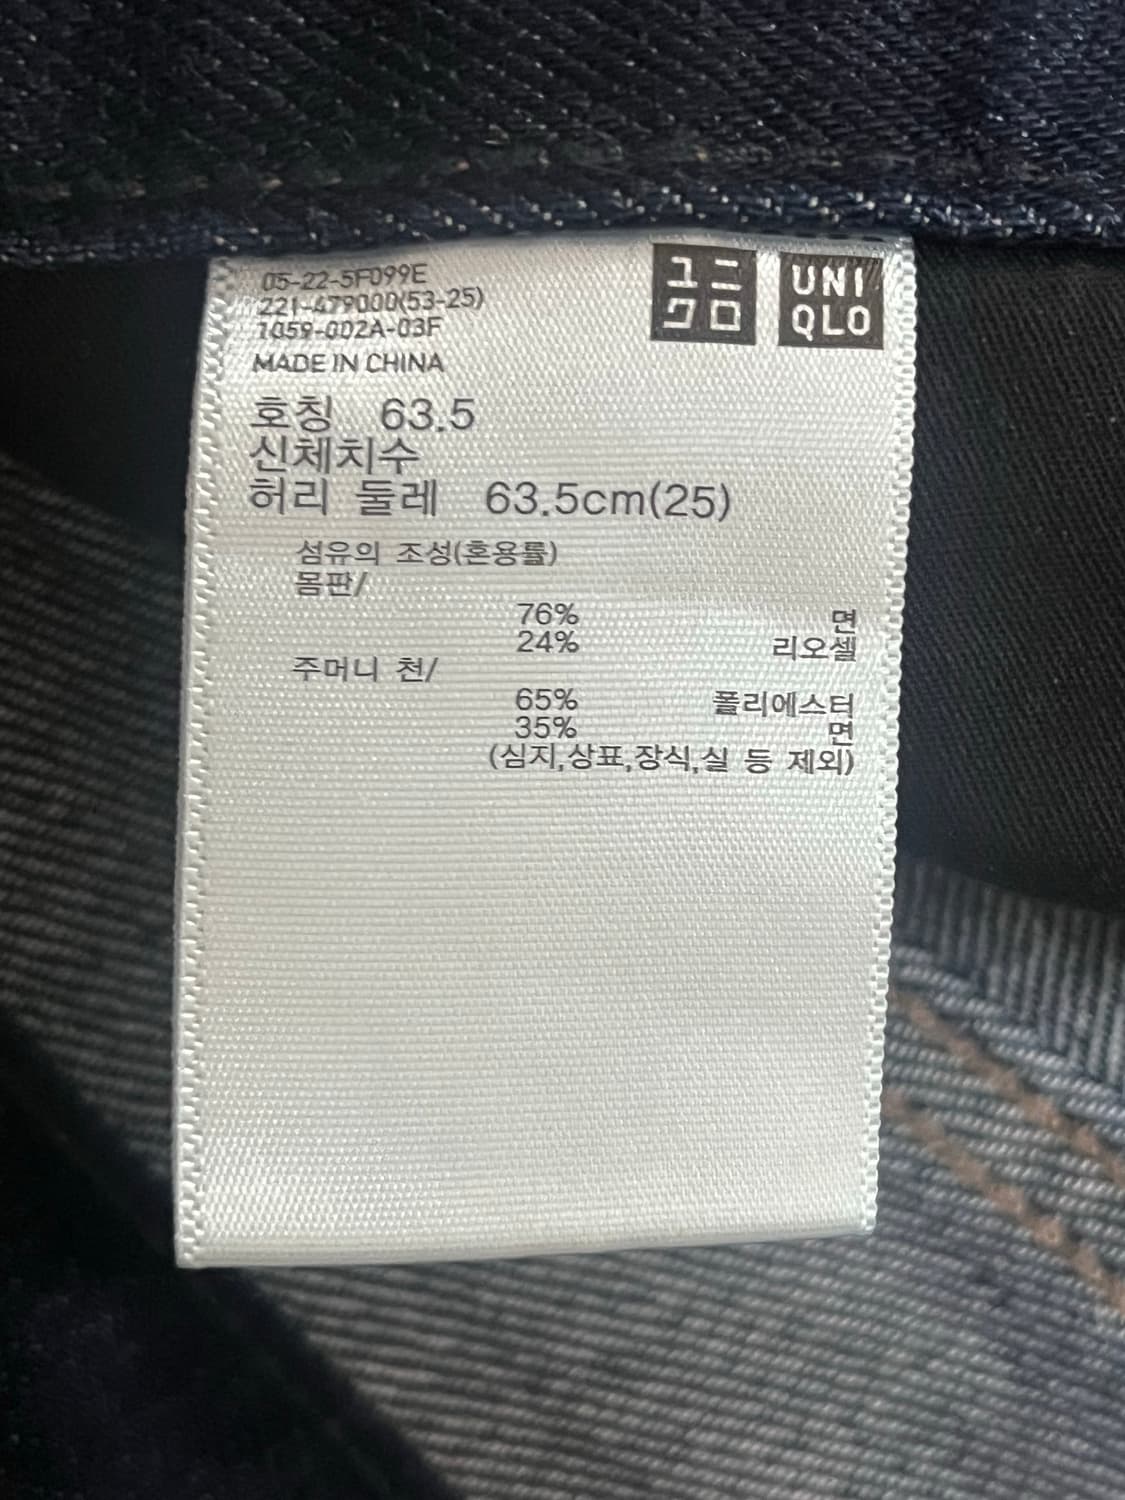 05-22-5F099E
221-479000(53-25)
1059-002A-03F
MADE IN CHINA
ユニ
クロ
UNI
QLO
호칭 63.5
신체치수
허리 둘레 63.5cm(25)
섬유의 조성(혼용률)
몸판/
76% 면
24% 리오셀
주머니 천/
65% 폴리에스터
35% 면
(심지,상표,장식,실 등 제외)